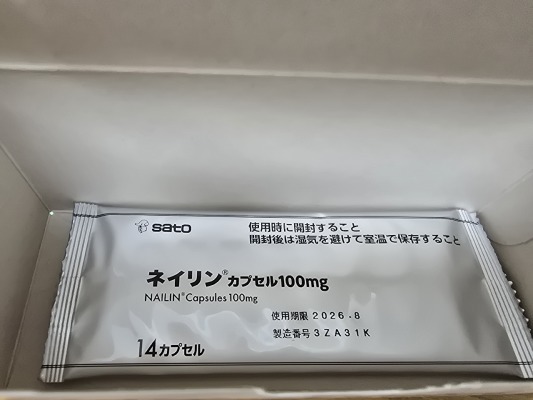 sato
使用時に開封すること
開封後は湿気を避けて室温で保存すること
ネイリン®カプセル100mg
NAILIN®Capsules 100mg
使用期限 2026.8
製造番号 3ZA31K
14カプセル